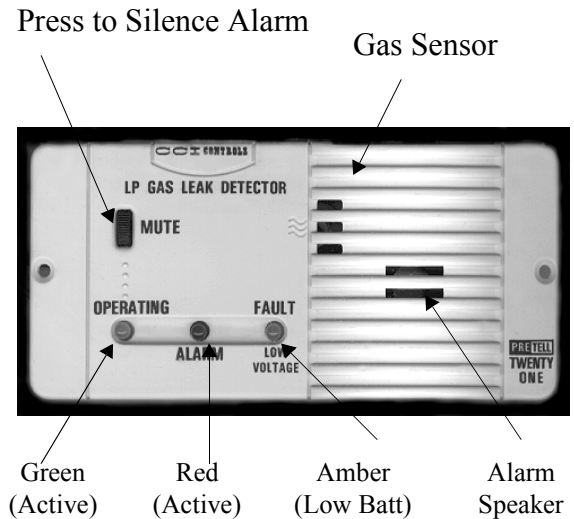 Press to Silence Alarm
Gas Sensor
CCH CONTROLS
LP GAS LEAK DETECTOR
MUTE
OPERATING
FAULT
ALARM
LOW
VOLTAGE
PRETELL
TWENTY
ONE
Green
(Active)
Red
(Active)
Amber
(Low Batt)
Alarm
Speaker